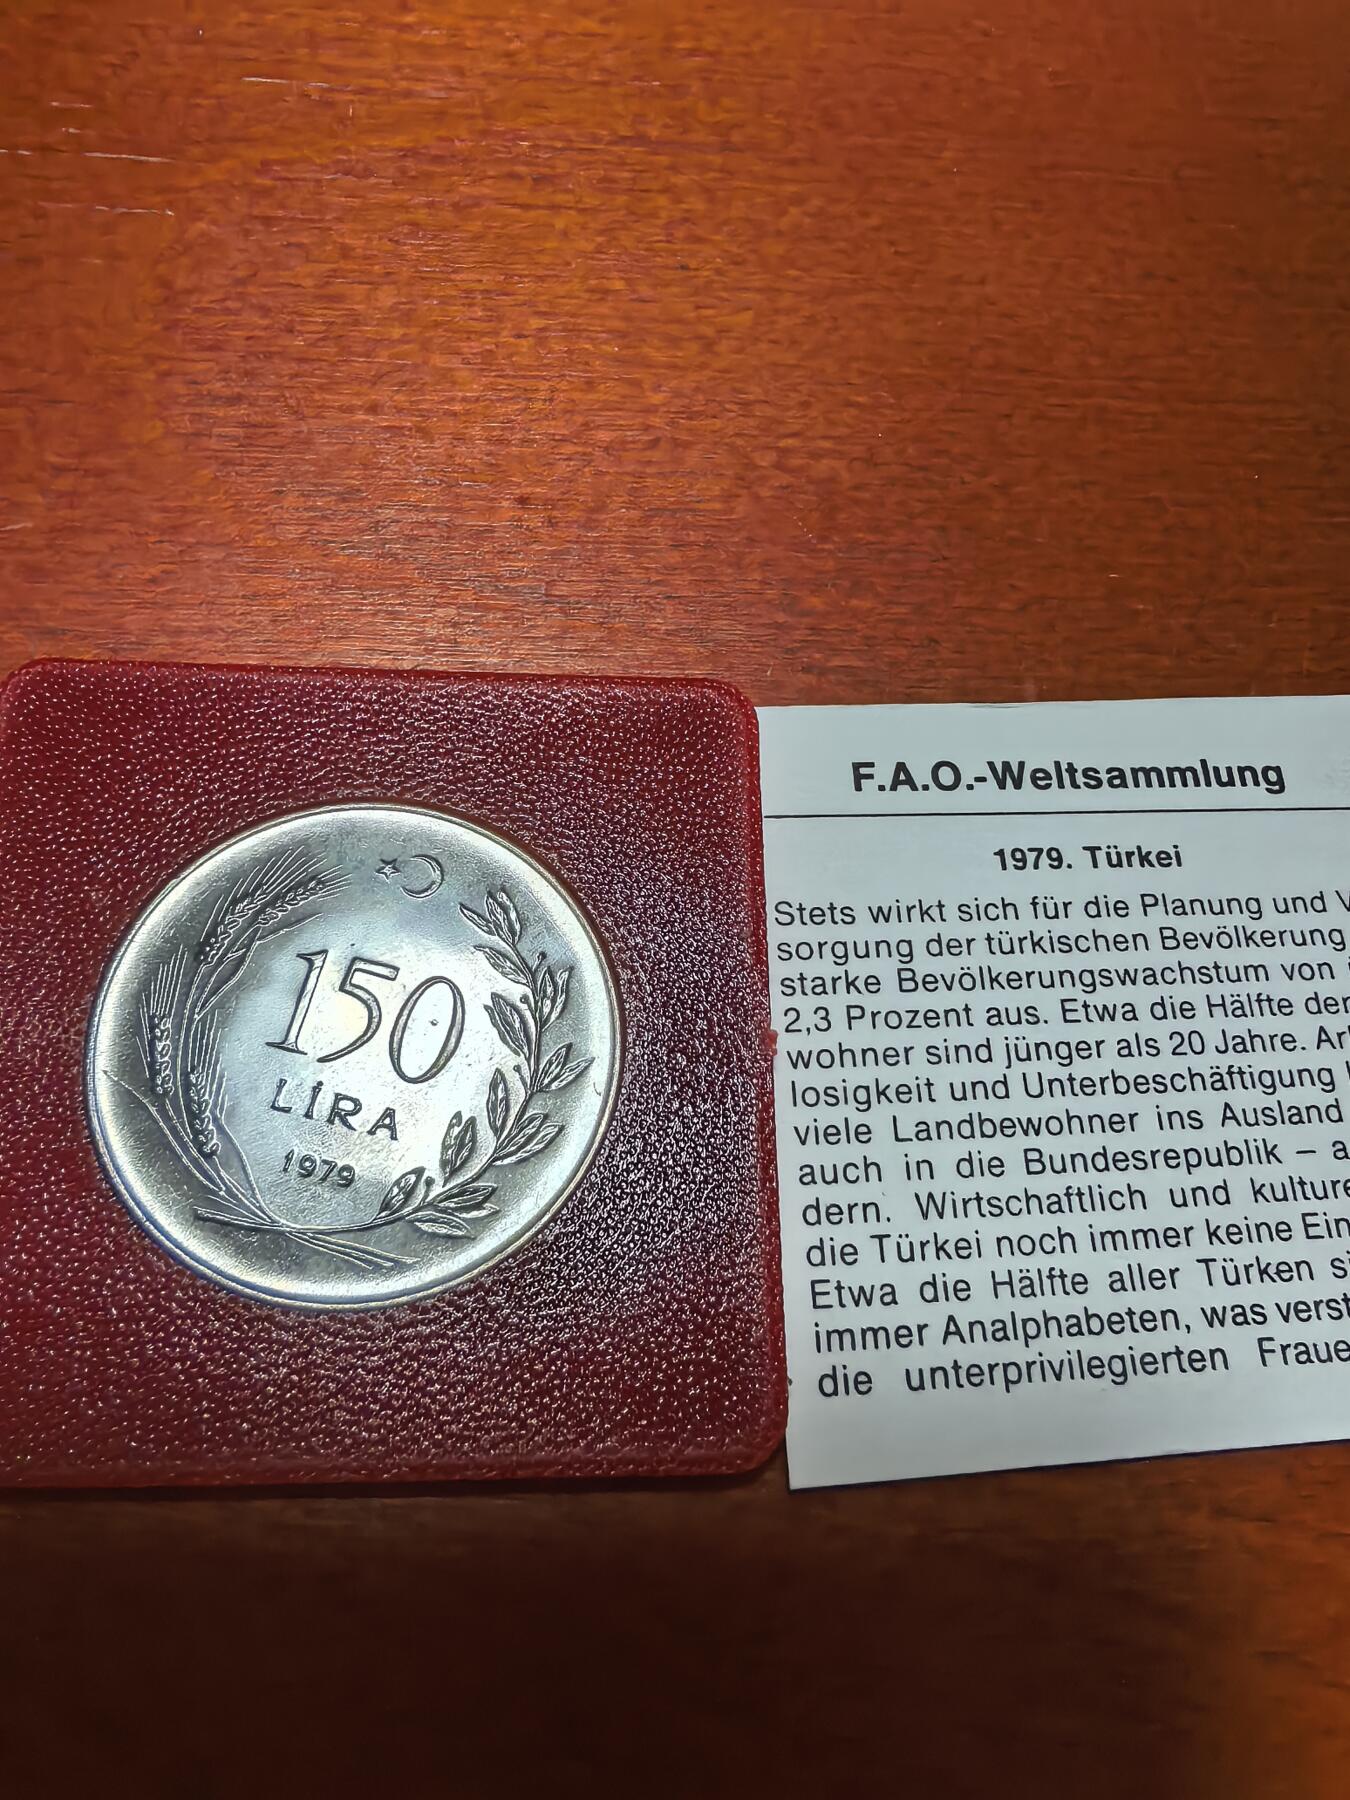 150
LİRA
1979
F.A.O.-Weltsammlung
1979. Türkei
Stets wirkt sich für die Planung und
sorgung der türkischen Bevölkerung
starke Bevölkerungswachstum von
2,3 Prozent aus. Etwa die Hälfte der
wohner sind jünger als 20 Jahre.
losigkeit und Unterbeschäftigung
viele Landbewohner ins Ausland
auch in die Bundesrepublik –
dern. Wirtschaftlich und
die Türkei noch immer keine
Etwa die Hälfte aller Türken
immer Analphabeten, was
die unterprivilegierten